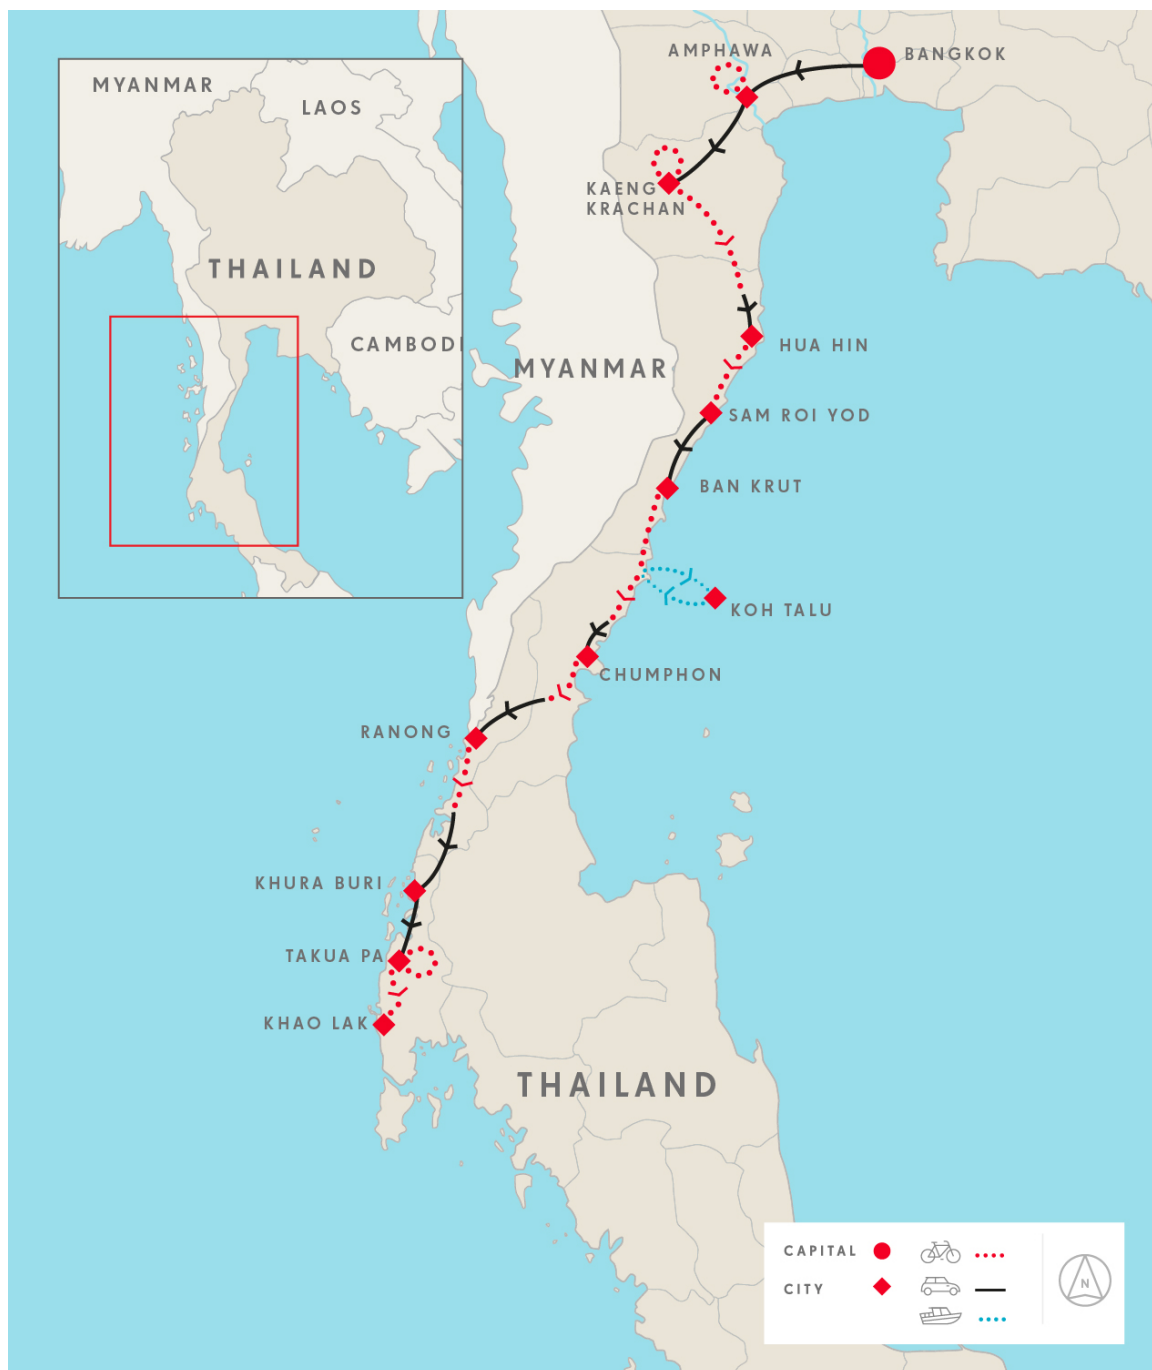 AMPHAWA
BANGKOK
MYANMAR
LAOS
THAILAND
CAMBODI
KAENG
KRACHAN
HUA HIN
MYANMAR
SAM ROI YOD
BAN KRUT
KOH TALU
CHUMPHON
RANONG
KHURA BURI
TAKUA PA
KHAO LAK
THAILAND
CAPITAL
CITY
N